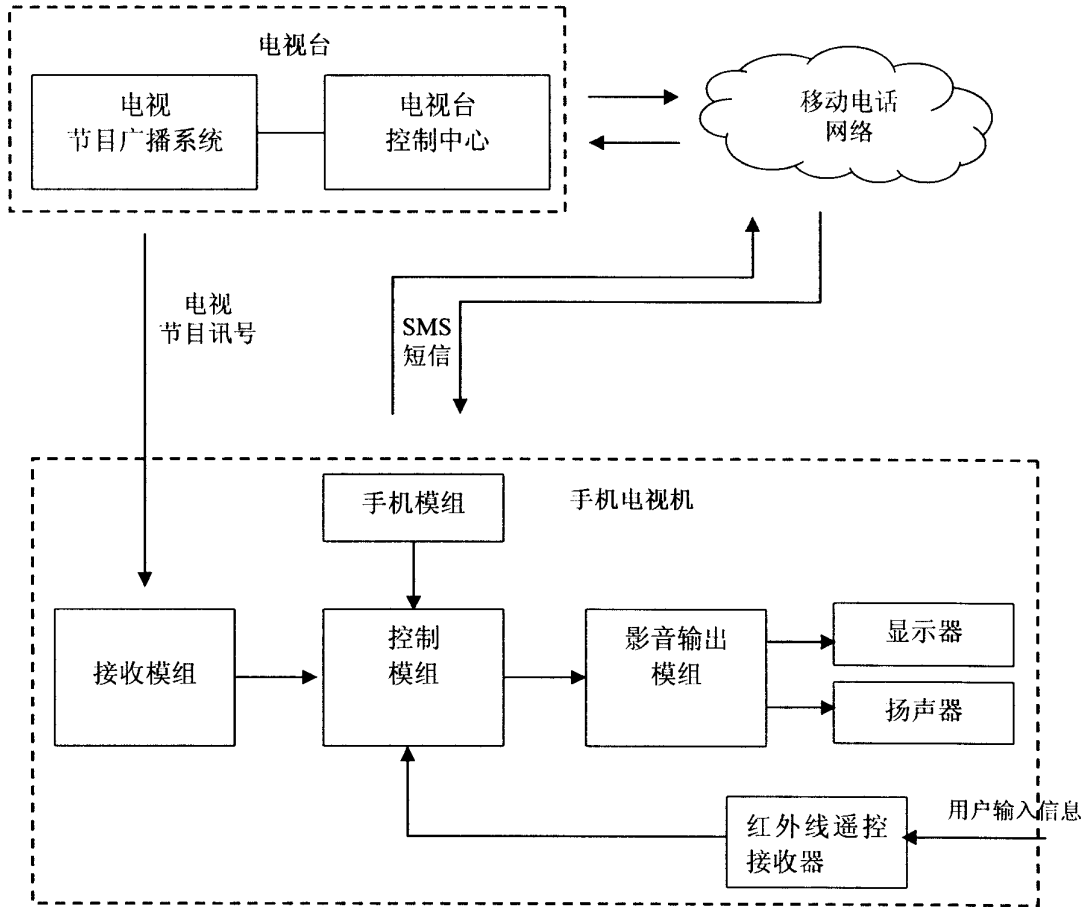 电视台
电视
节目广播系统
电视台
控制中心
移动电话
网络
电视
节目讯号
SMS
短信
手机模组
手机电视机
接收模组
控制
模组
影音输出
模组
显示器
扬声器
红外线遥控
接收器
用户输入信息